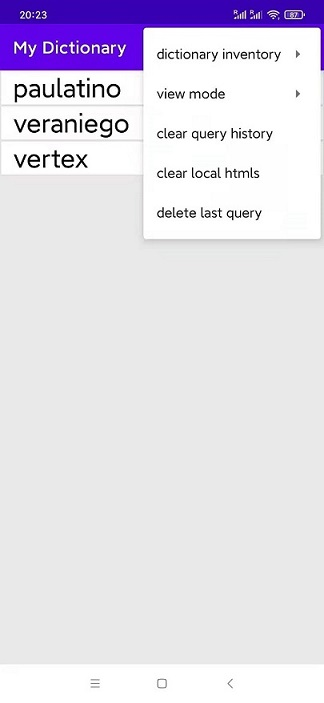 20:23
R R 87
My Dictionary
dictionary inventory
view mode
clear query history
clear local htmls
delete last query
paulatino
veraniego
vertex